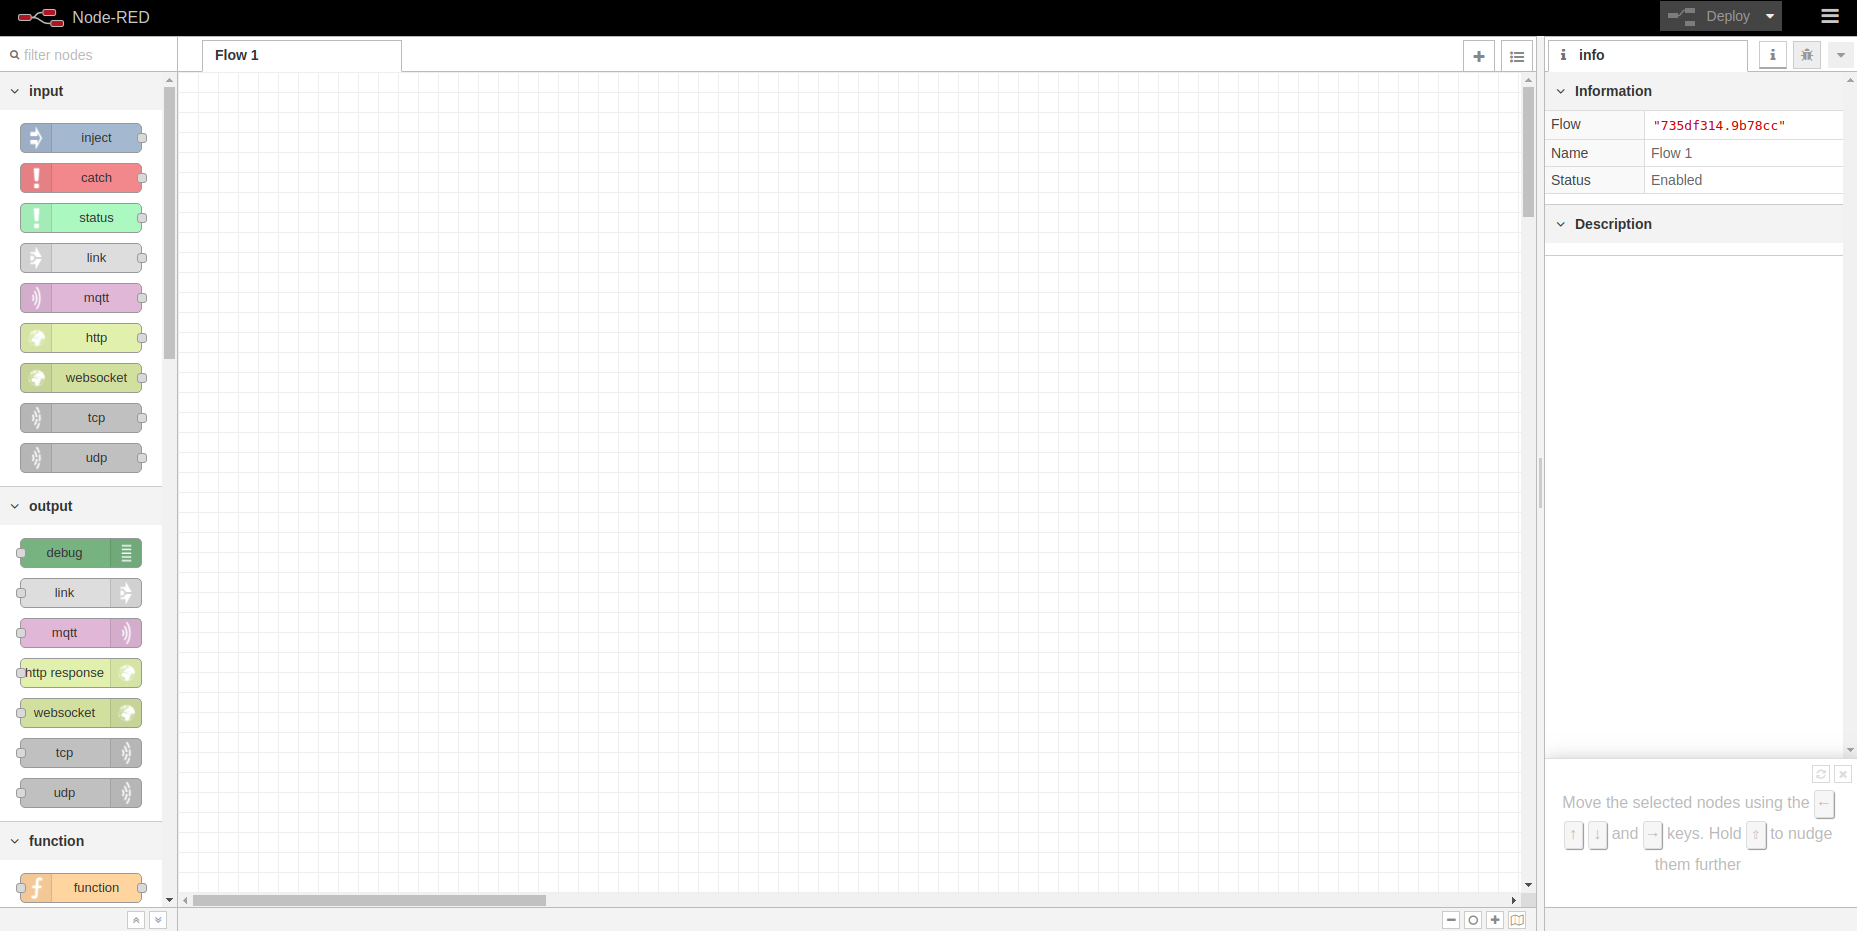 Node-RED
Deploy
filter nodes
Flow 1
info
input
inject
catch
status
link
mqtt
http
websocket
tcp
udp
output
debug
link
mqtt
http response
websocket
tcp
udp
function
function
Information
Flow "735df314.9b78cc"
Name Flow 1
Status Enabled
Description
Move the selected nodes using the ←
↑ ↓ and → keys. Hold ⇧ to nudge
them further